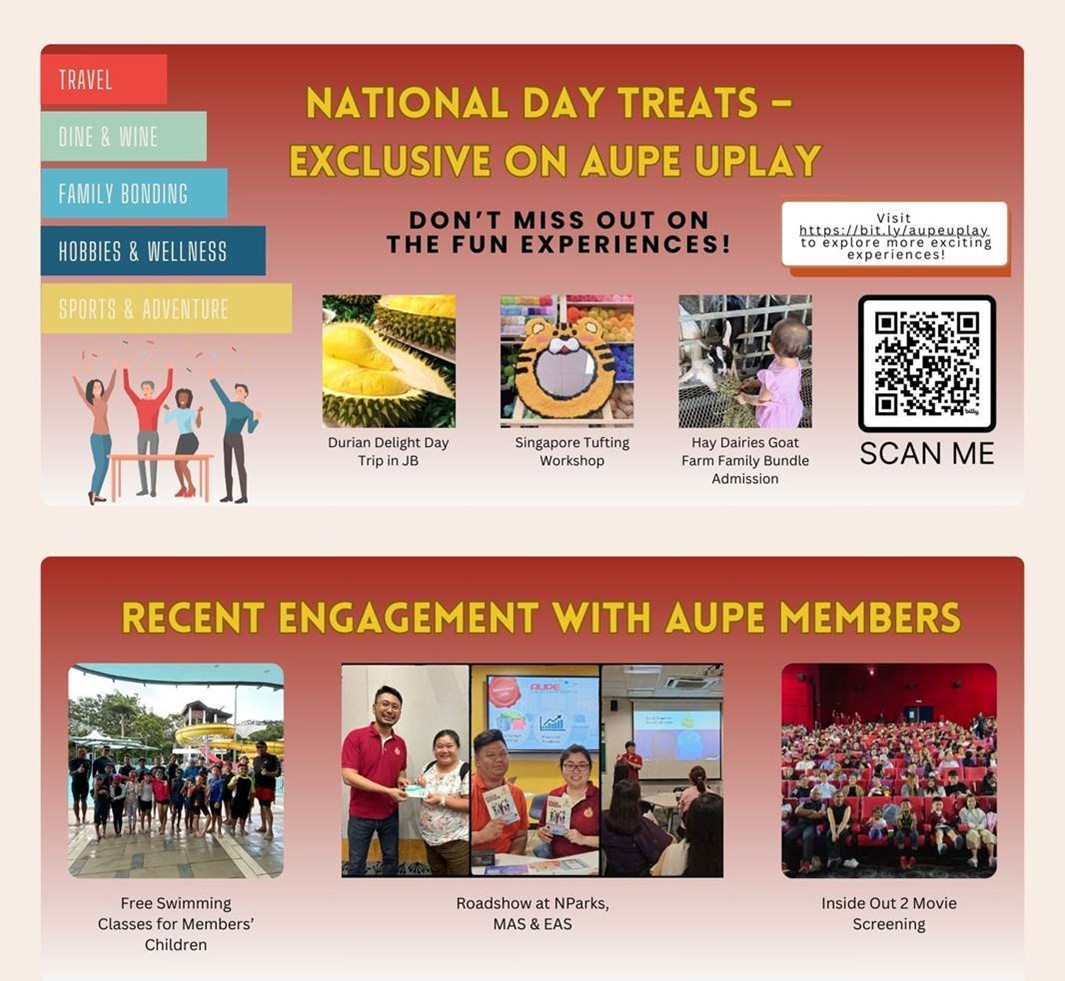 TRAVEL
DINE & WINE
FAMILY BONDING
HOBBIES & WELLNESS
SPORTS & ADVENTURE
NATIONAL DAY TREATS –
EXCLUSIVE ON AUPE UPLAY
DON'T MISS OUT ON
THE FUN EXPERIENCES!
Visit
https://bit.ly/aupeuplay
to explore more exciting
experiences!
Durian Delight Day
Trip in JB
Singapore Tufting
Workshop
Hay Dairies Goat
Farm Family Bundle
Admission
bitly
SCAN ME
RECENT ENGAGEMENT WITH AUPE MEMBERS
AUPE
Free Swimming
Classes for Members'
Children
Roadshow at NParks,
MAS & EAS
Inside Out 2 Movie
Screening